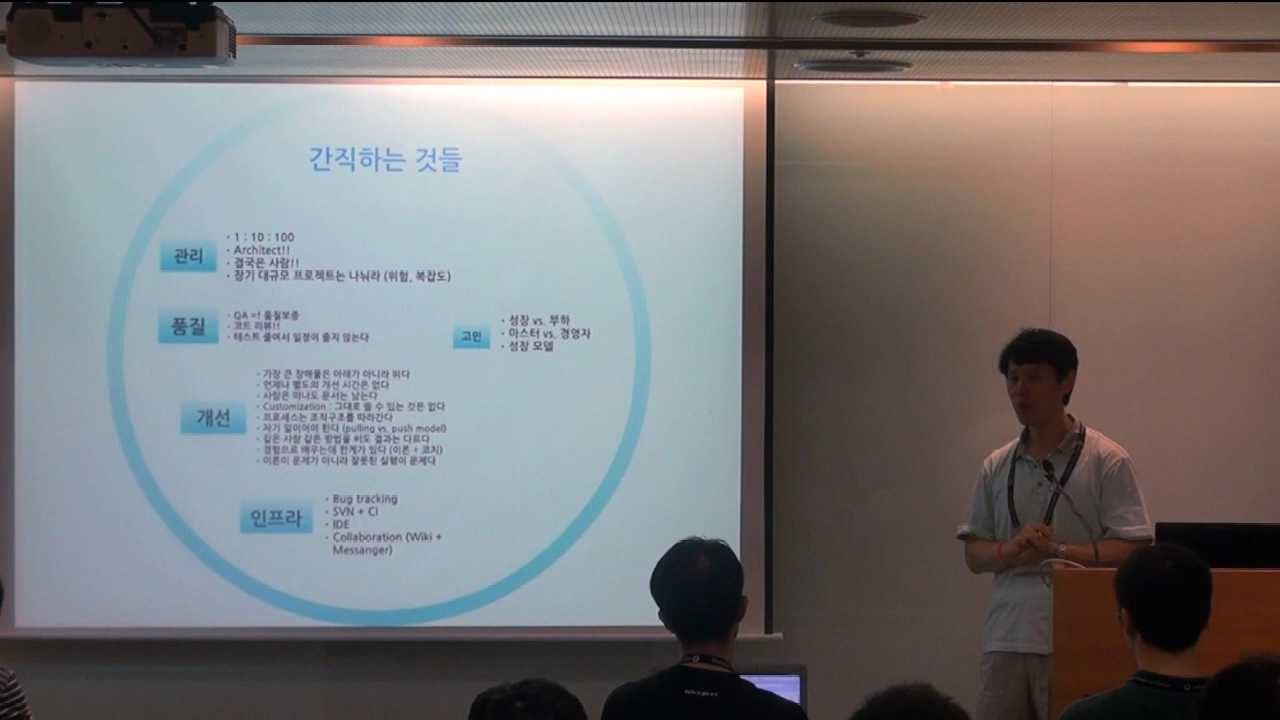 간직하는 것들
관리
· 1 : 10 : 100
· Architect!!
· 결국은 사람!!
· 장기 대규모 프로젝트는 나눠라 (위험, 복잡도)
품질
· QA =! 품질보증
· 코드 리뷰!!
· 테스트 줄여서 일정이 줄지 않는다
고민
· 성장 vs. 부하
· 마스터 vs. 경영자
· 성장 모델
개선
· 가장 큰 장애물은 아래가 아니라 위다
· 언제나 별도의 개선 시간은 없다
· 사람은 떠나도 문서는 남는다
· Customization : 그대로 쓸 수 있는 것은 없다
· 프로세스는 조직구조를 따라간다
· 자기 일이어야 한다 (pulling vs. push model)
· 같은 사람 같은 방법을 써도 결과는 다르다
· 경험으로 배우는데 한계가 있다 (이론 + 코치)
· 이론이 문제가 아니라 잘못된 실행이 문제다
인프라
· Bug tracking
· SVN + CI
· IDE
· Collaboration (Wiki +
Messanger)